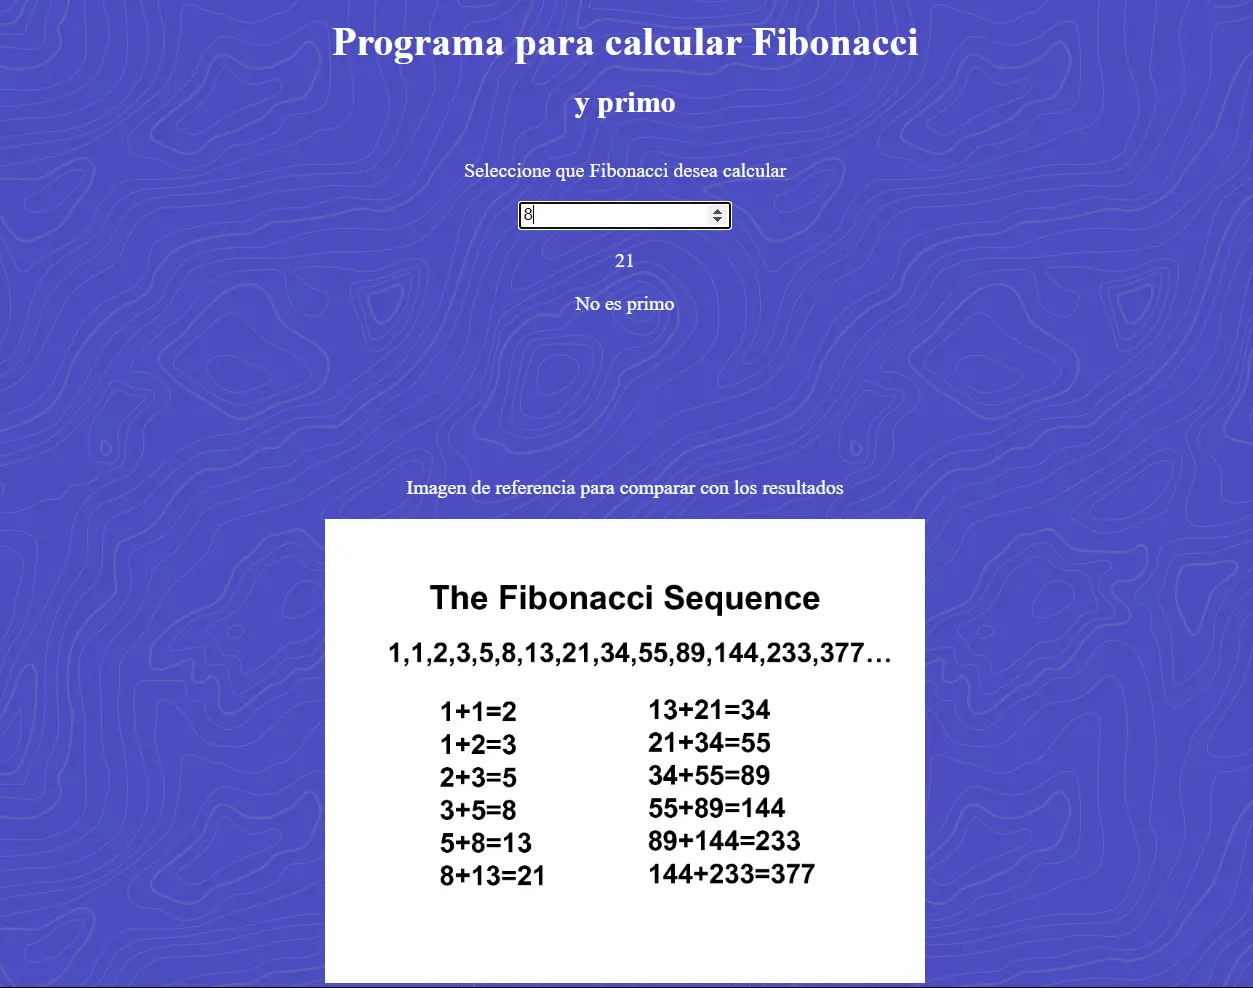 Programa para calcular Fibonacci
y primo
Seleccione que Fibonacci desea calcular
8
21
No es primo
Imagen de referencia para comparar con los resultados
The Fibonacci Sequence
1,1,2,3,5,8,13,21,34,55,89,144,233,377…
1+1=2
1+2=3
2+3=5
3+5=8
5+8=13
8+13=21
13+21=34
21+34=55
34+55=89
55+89=144
89+144=233
144+233=377